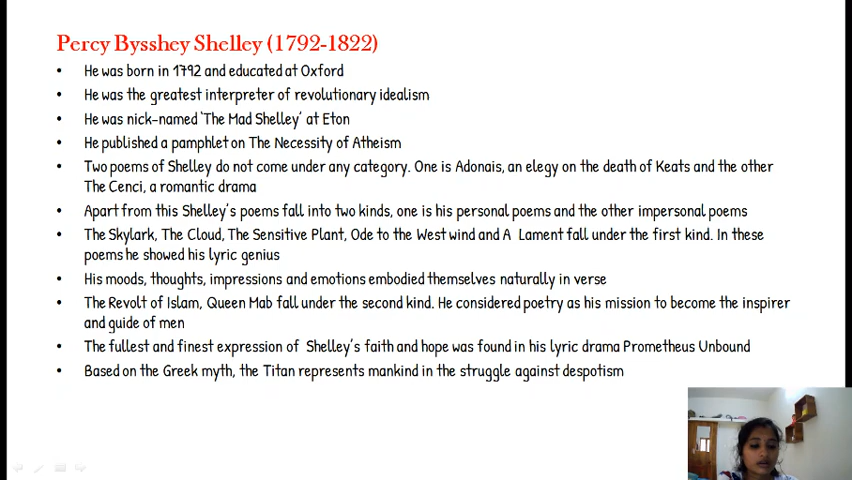 Percy Bysshey Shelley (1792-1822)
• He was born in 1792 and educated at Oxford
• He was the greatest interpreter of revolutionary idealism
• He was nick-named 'The Mad Shelley' at Eton
• He published a pamphlet on The Necessity of Atheism
• Two poems of Shelley do not come under any category. One is Adonais, an elegy on the death of Keats and the other
The Cenci, a romantic drama
• Apart from this Shelley's poems fall into two kinds, one is his personal poems and the other impersonal poems
• The Skylark, The Cloud, The Sensitive Plant, Ode to the West wind and A Lament fall under the first kind. In these
poems he showed his lyric genius
• His moods, thoughts, impressions and emotions embodied themselves naturally in verse
• The Revolt of Islam, Queen Mab fall under the second kind. He considered poetry as his mission to become the inspirer
and guide of men
• The fullest and finest expression of Shelley's faith and hope was found in his lyric drama Prometheus Unbound
• Based on the Greek myth, the Titan represents mankind in the struggle against despotism